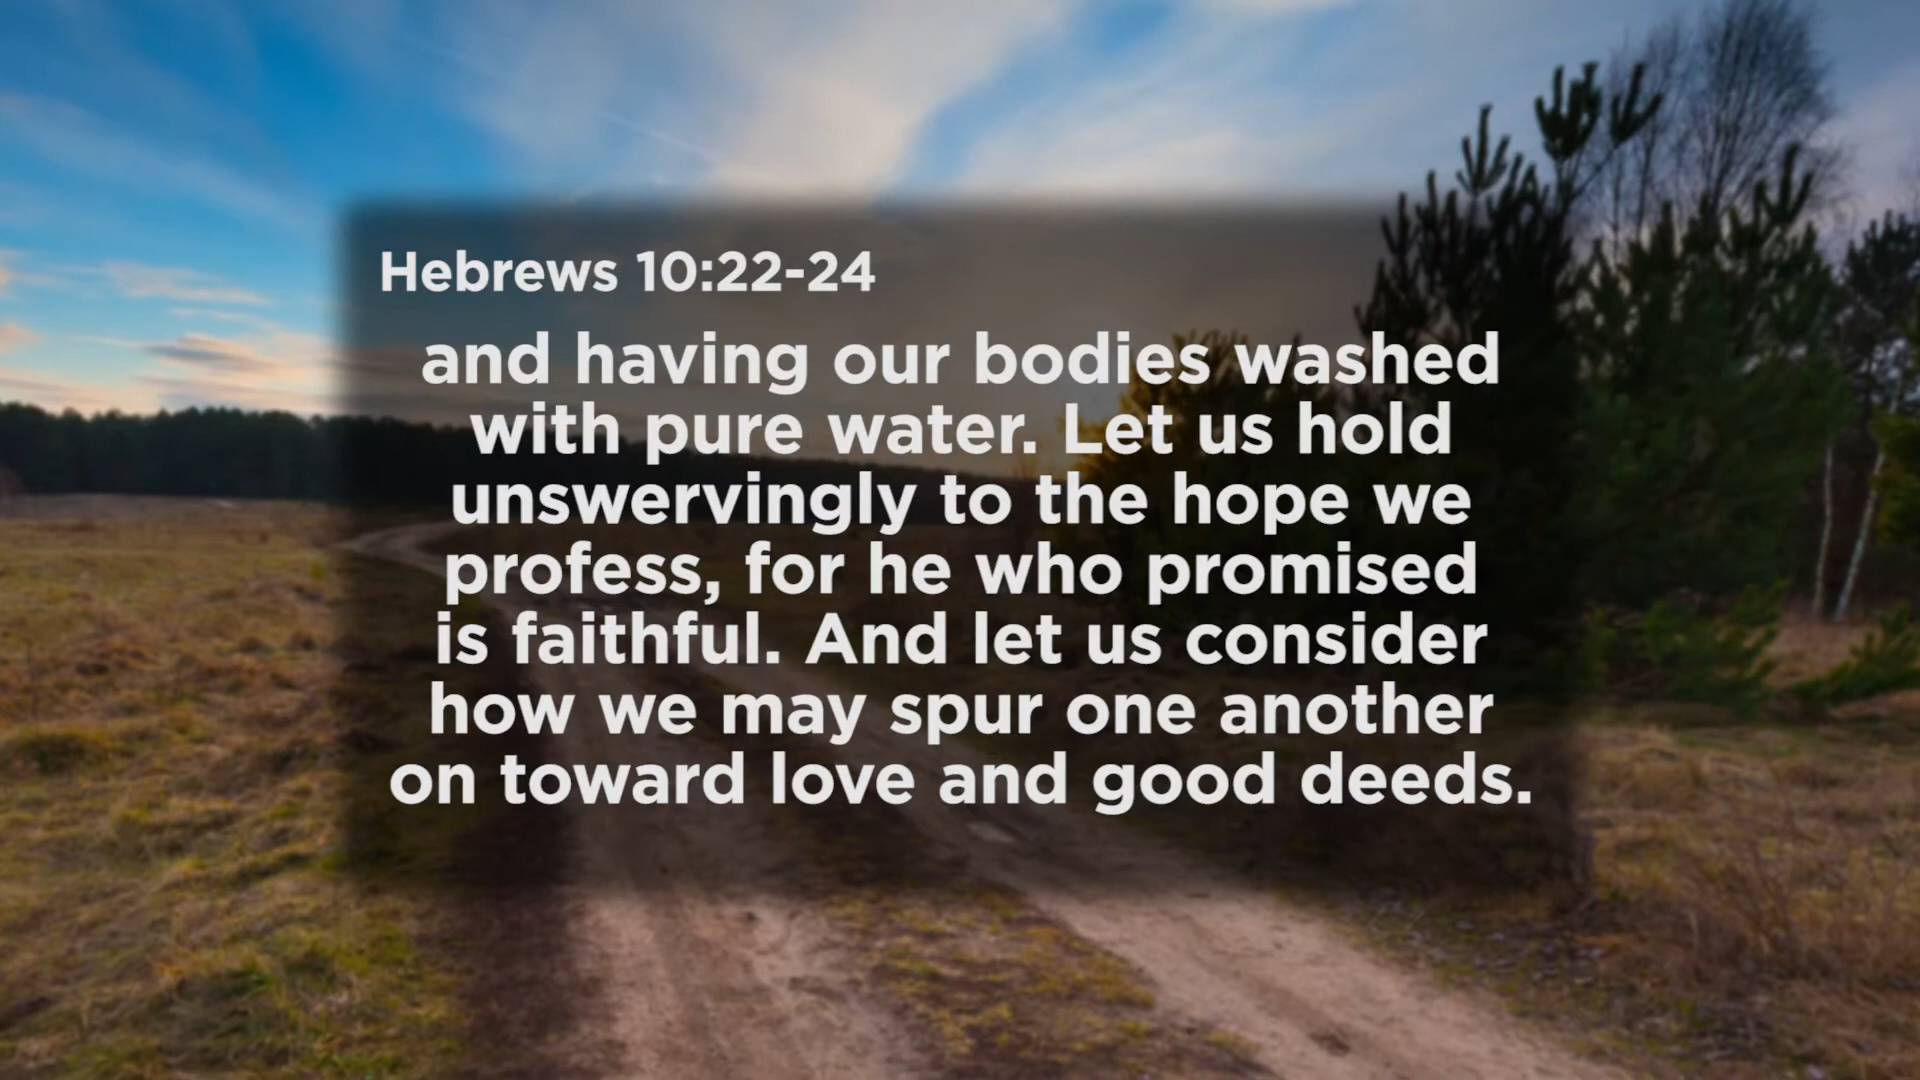 Hebrews 10:22-24
and having our bodies washed
with pure water. Let us hold
unswervingly to the hope we
profess, for he who promised
is faithful. And let us consider
how we may spur one another
on toward love and good deeds.